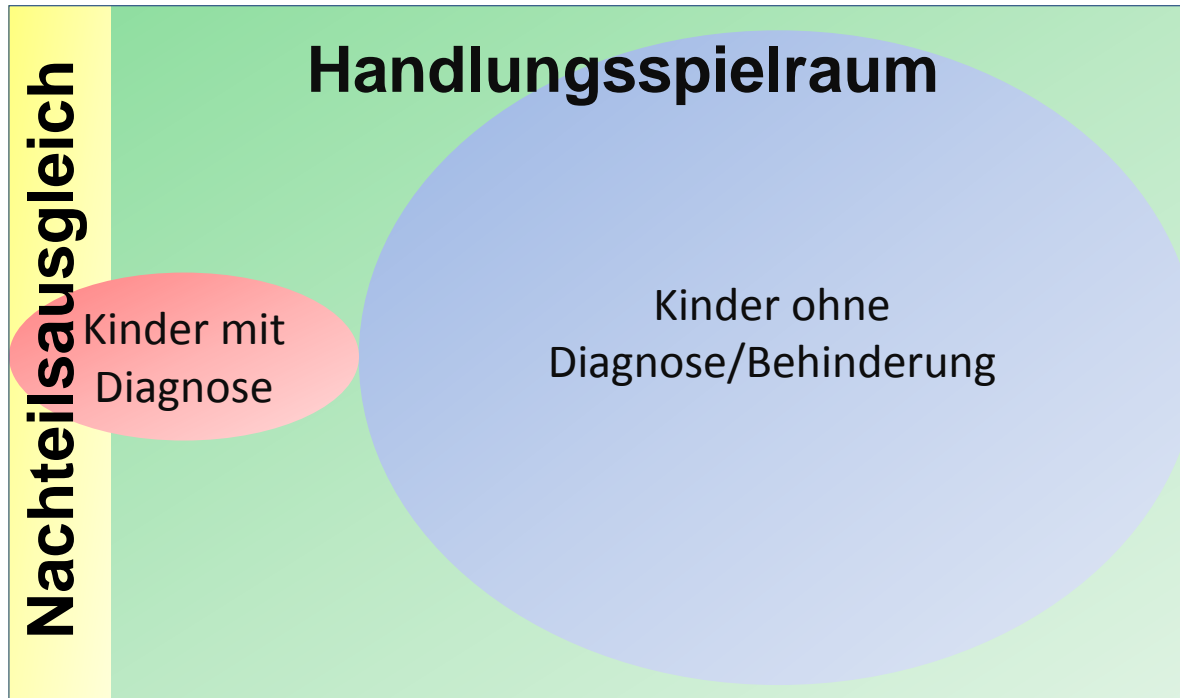 Handlungsspielraum
Nachteilsausgleich
Kinder mit
Diagnose
Kinder ohne
Diagnose/Behinderung